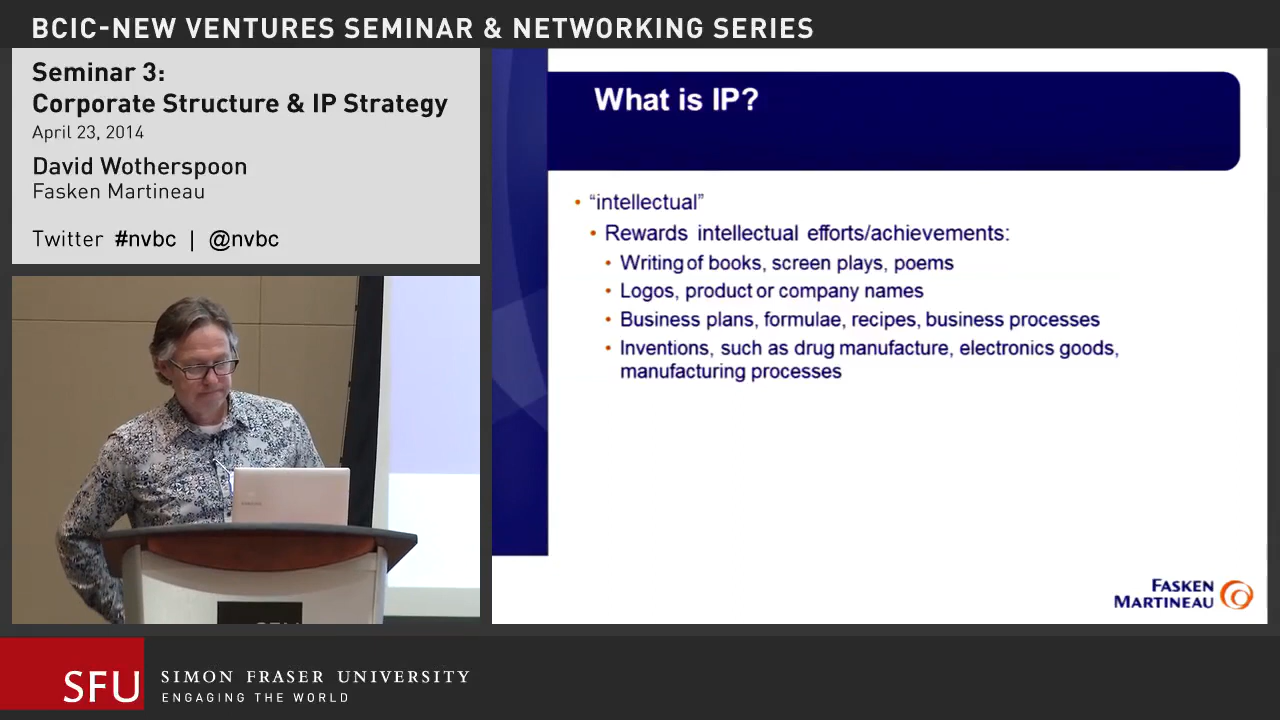 BCIC-NEW VENTURES SEMINAR & NETWORKING SERIES
Seminar 3:
Corporate Structure & IP Strategy
April 23, 2014
David Wotherspoon
Fasken Martineau
Twitter #nvbc | @nvbc
What is IP?
• “intellectual”
• Rewards intellectual efforts/achievements:
• Writing of books, screen plays, poems
• Logos, product or company names
• Business plans, formulae, recipes, business processes
• Inventions, such as drug manufacture, electronics goods,
manufacturing processes
FASKEN
MARTINEAU
SFU
SIMON FRASER UNIVERSITY
ENGAGING THE WORLD